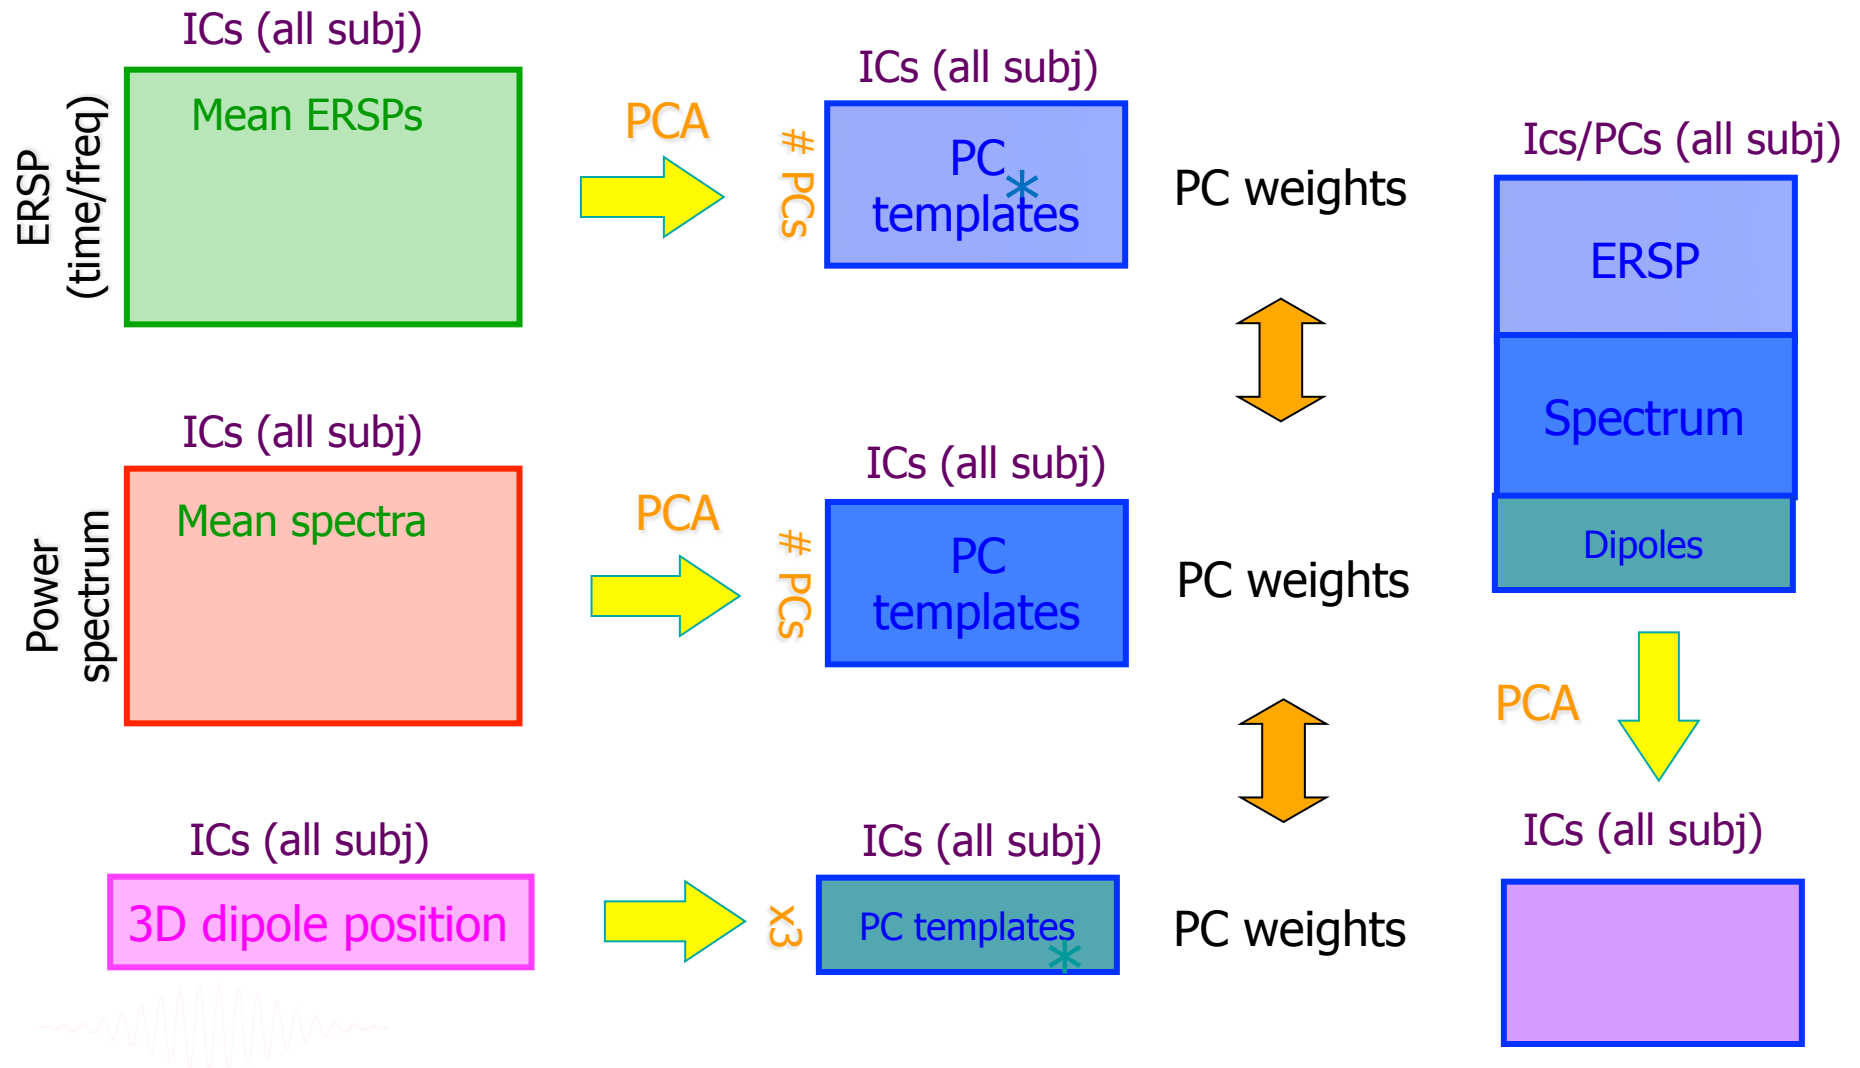 ICs (all subj)
ERSP
(time/freq)
Mean ERSPs
PCA
ICs (all subj)
# PCs
PC
templates
*
PC weights
Ics/PCs (all subj)
ERSP
Spectrum
Dipoles
ICs (all subj)
Power
spectrum
Mean spectra
PCA
ICs (all subj)
# PCs
PC
templates
PC weights
PCA
ICs (all subj)
3D dipole position
x3
ICs (all subj)
PC templates
*
PC weights
ICs (all subj)